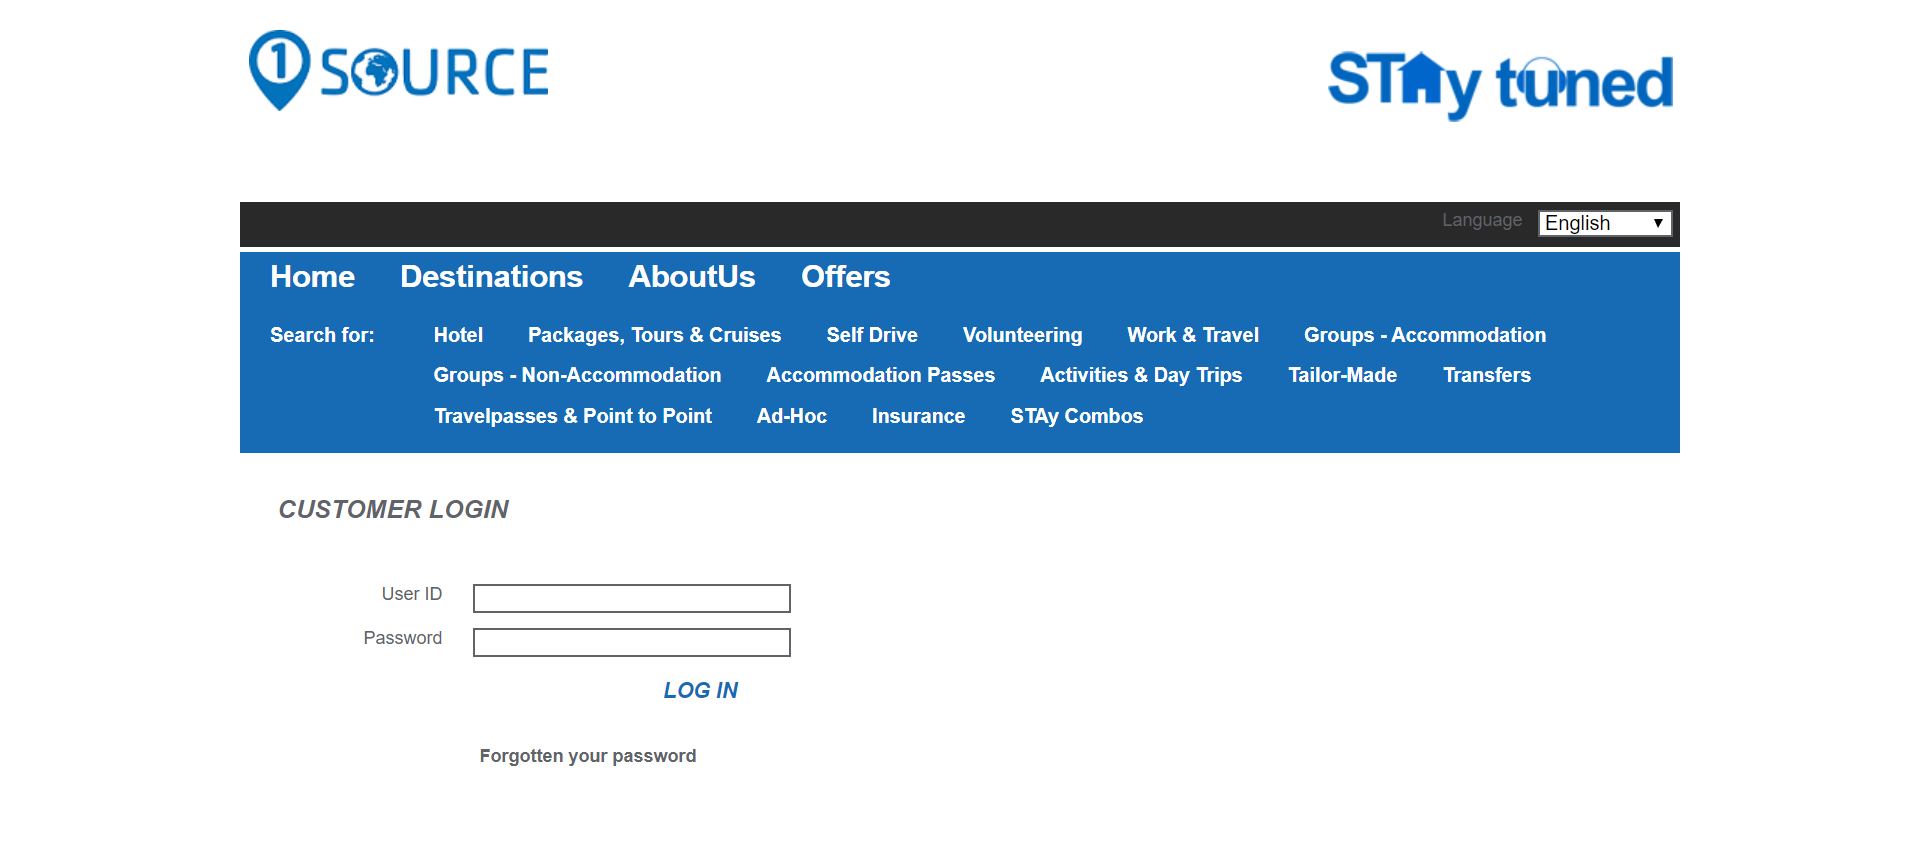 1 SOURCE
STAy tuned
Language English
Home Destinations AboutUs Offers
Search for: Hotel Packages, Tours & Cruises Self Drive Volunteering Work & Travel Groups - Accommodation
Groups - Non-Accommodation Accommodation Passes Activities & Day Trips Tailor-Made Transfers
Travelpasses & Point to Point Ad-Hoc Insurance STAy Combos
CUSTOMER LOGIN
User ID
Password
LOG IN
Forgotten your password